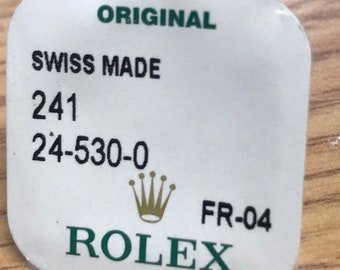 ORIGINAL
SWISS MADE
241
24-530-0
FR-04
ROLEX